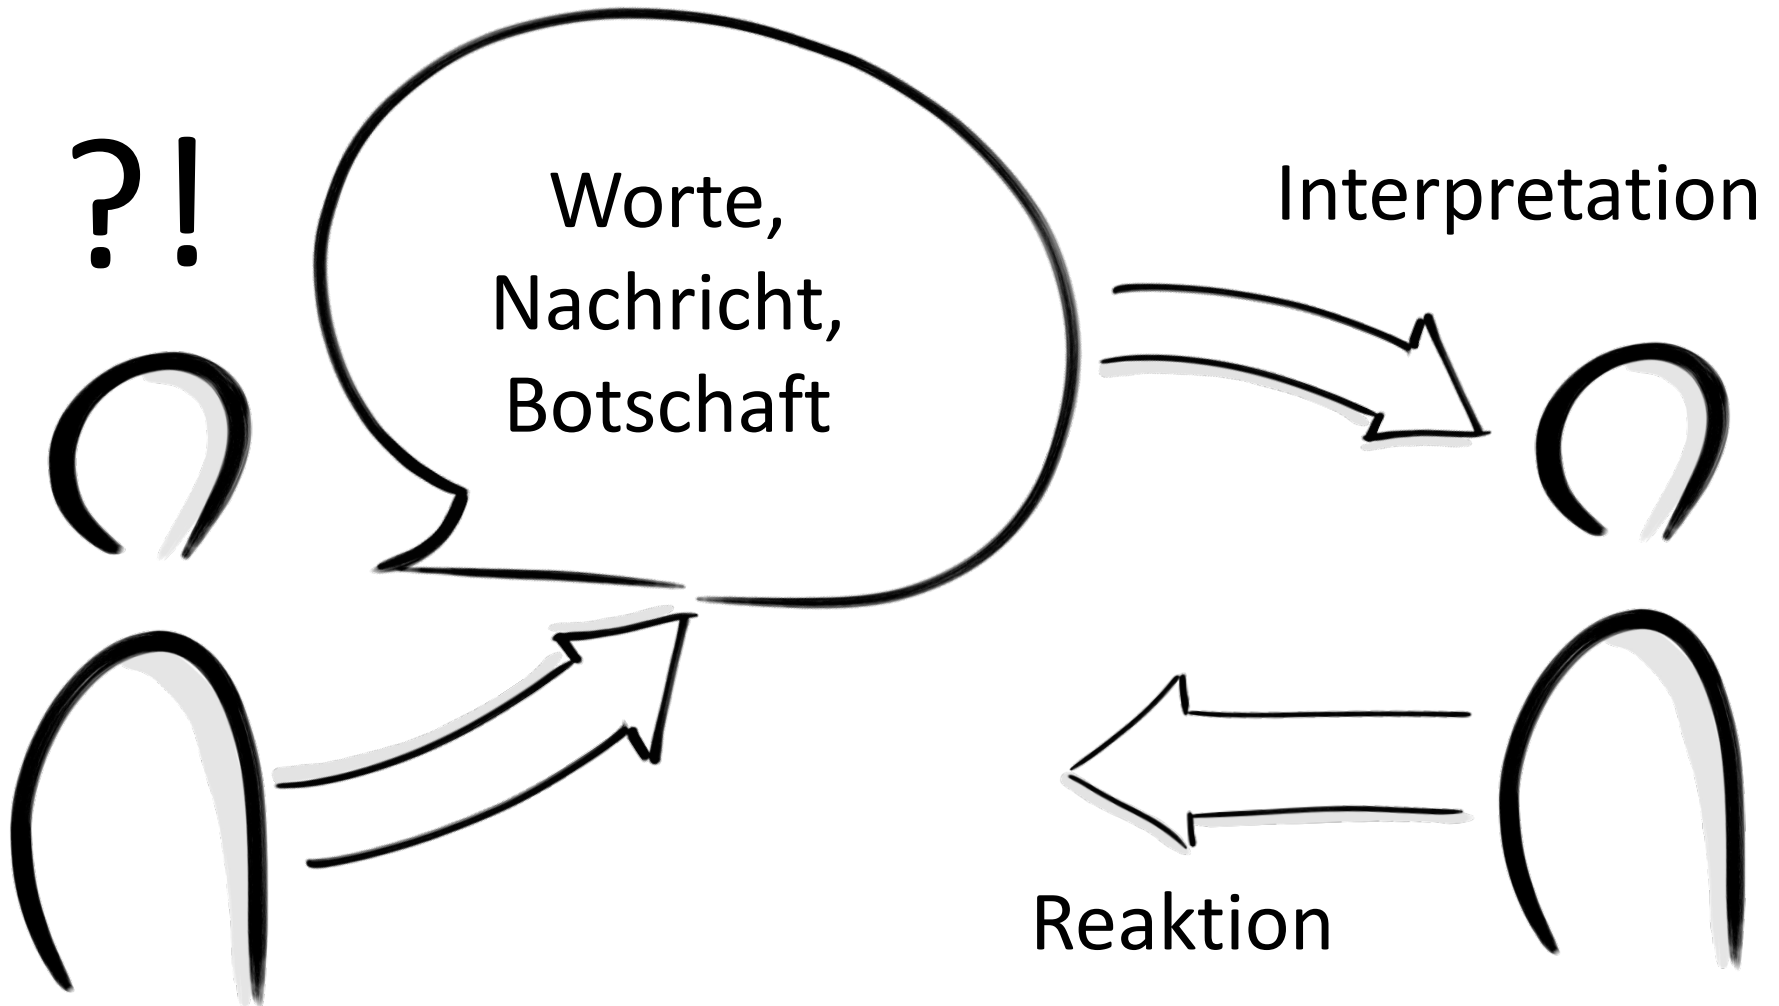 ?!
Worte,
Nachricht,
Botschaft
Interpretation
Reaktion